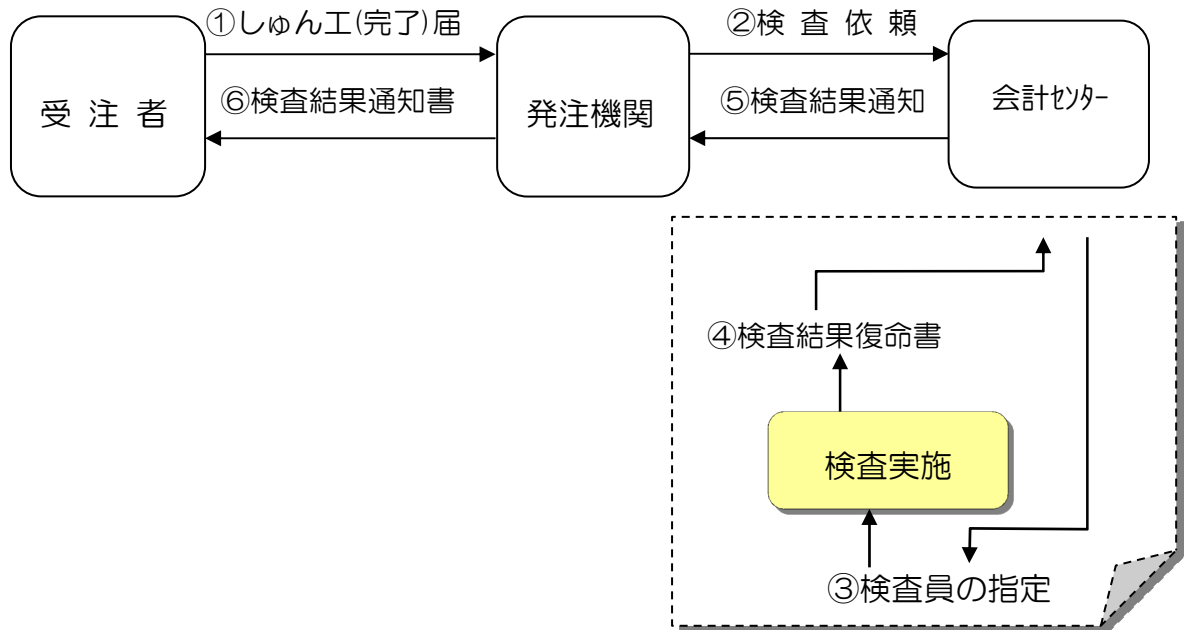 ①しゅん工(完了)届
②検 査 依 頼
受 注 者
⑥検査結果通知書
発注機関
⑤検査結果通知
会計ｾﾝﾀｰ
④検査結果復命書
検査実施
③検査員の指定